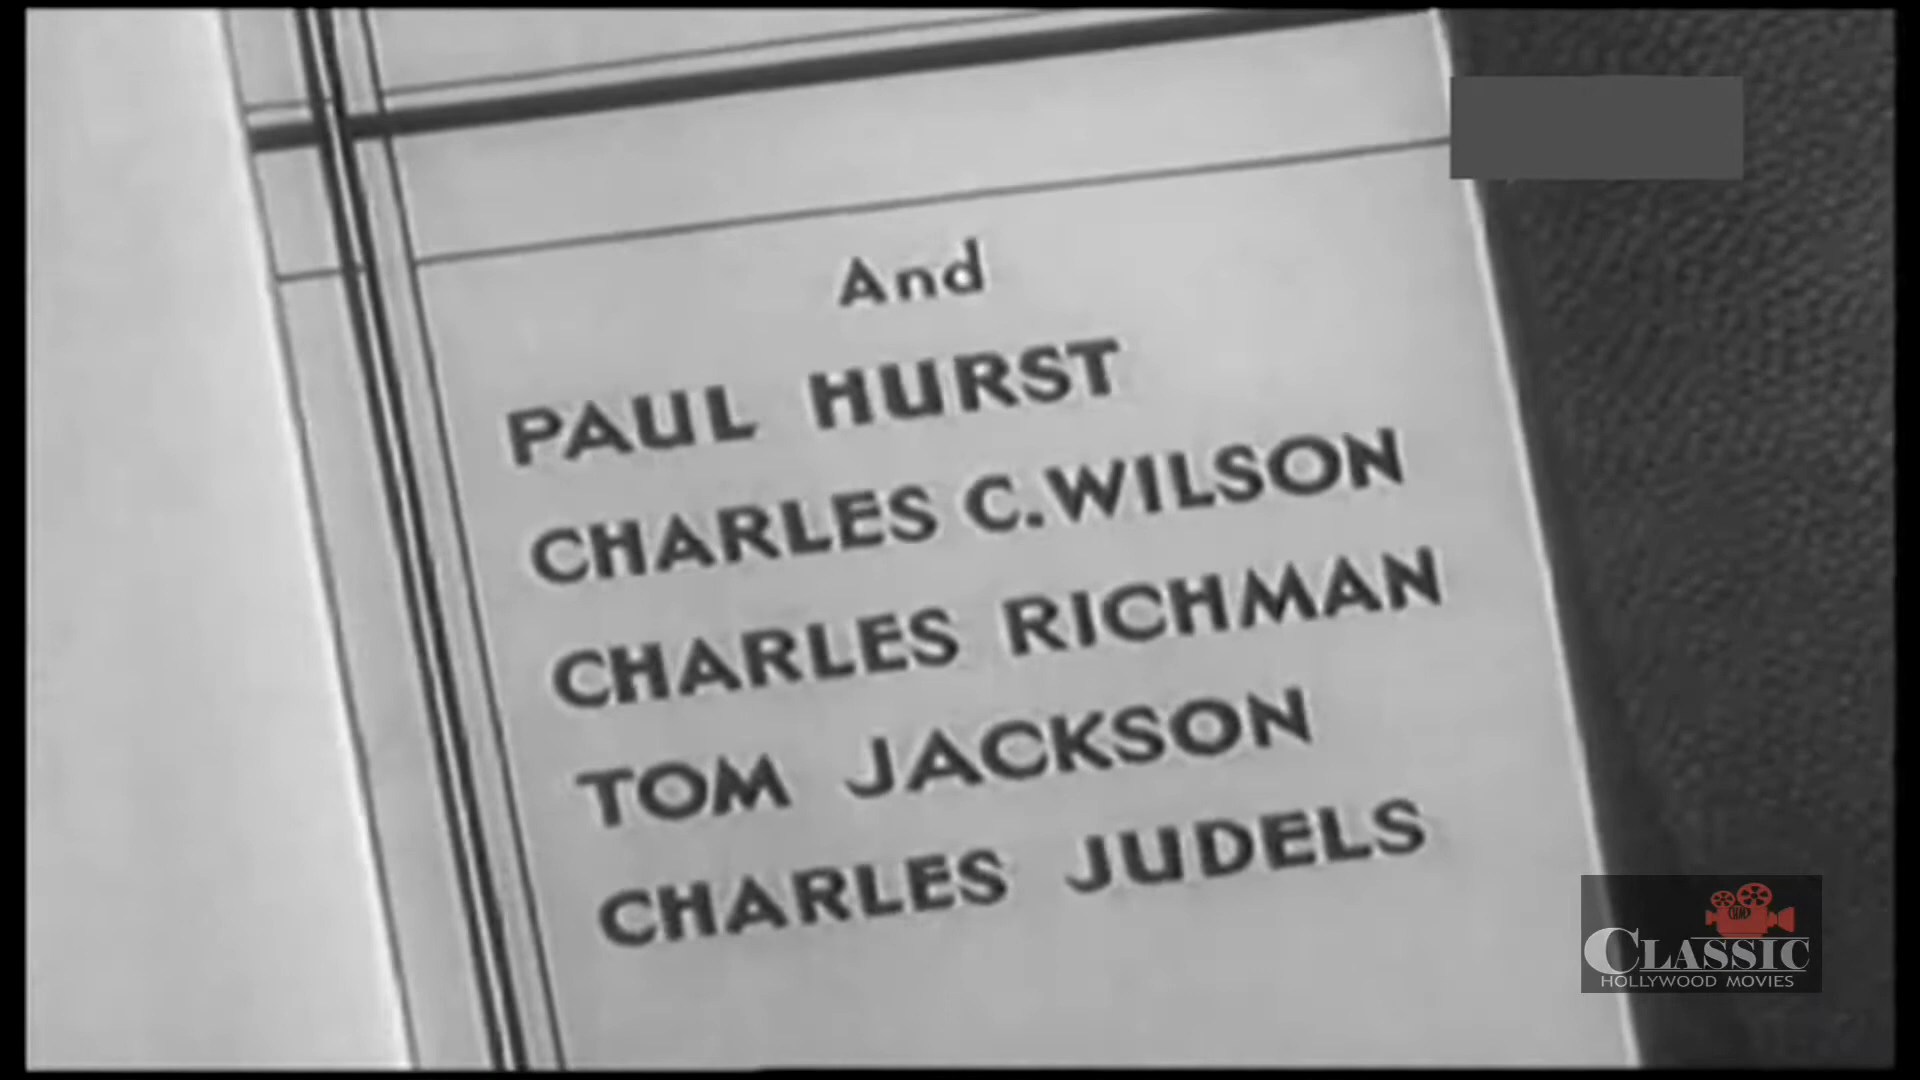 And
PAUL HURST
CHARLES C. WILSON
CHARLES RICHMAN
TOM JACKSON
CHARLES JUDELS
CLASSIC
HOLLYWOOD MOVIES